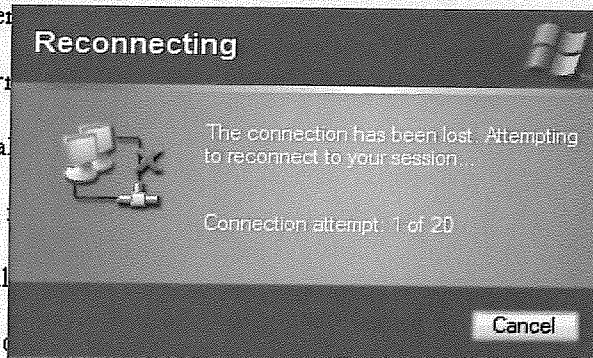 Reconnecting
The connection has been lost. Attempting
to reconnect to your session...
Connection attempt: 1 of 20
Cancel